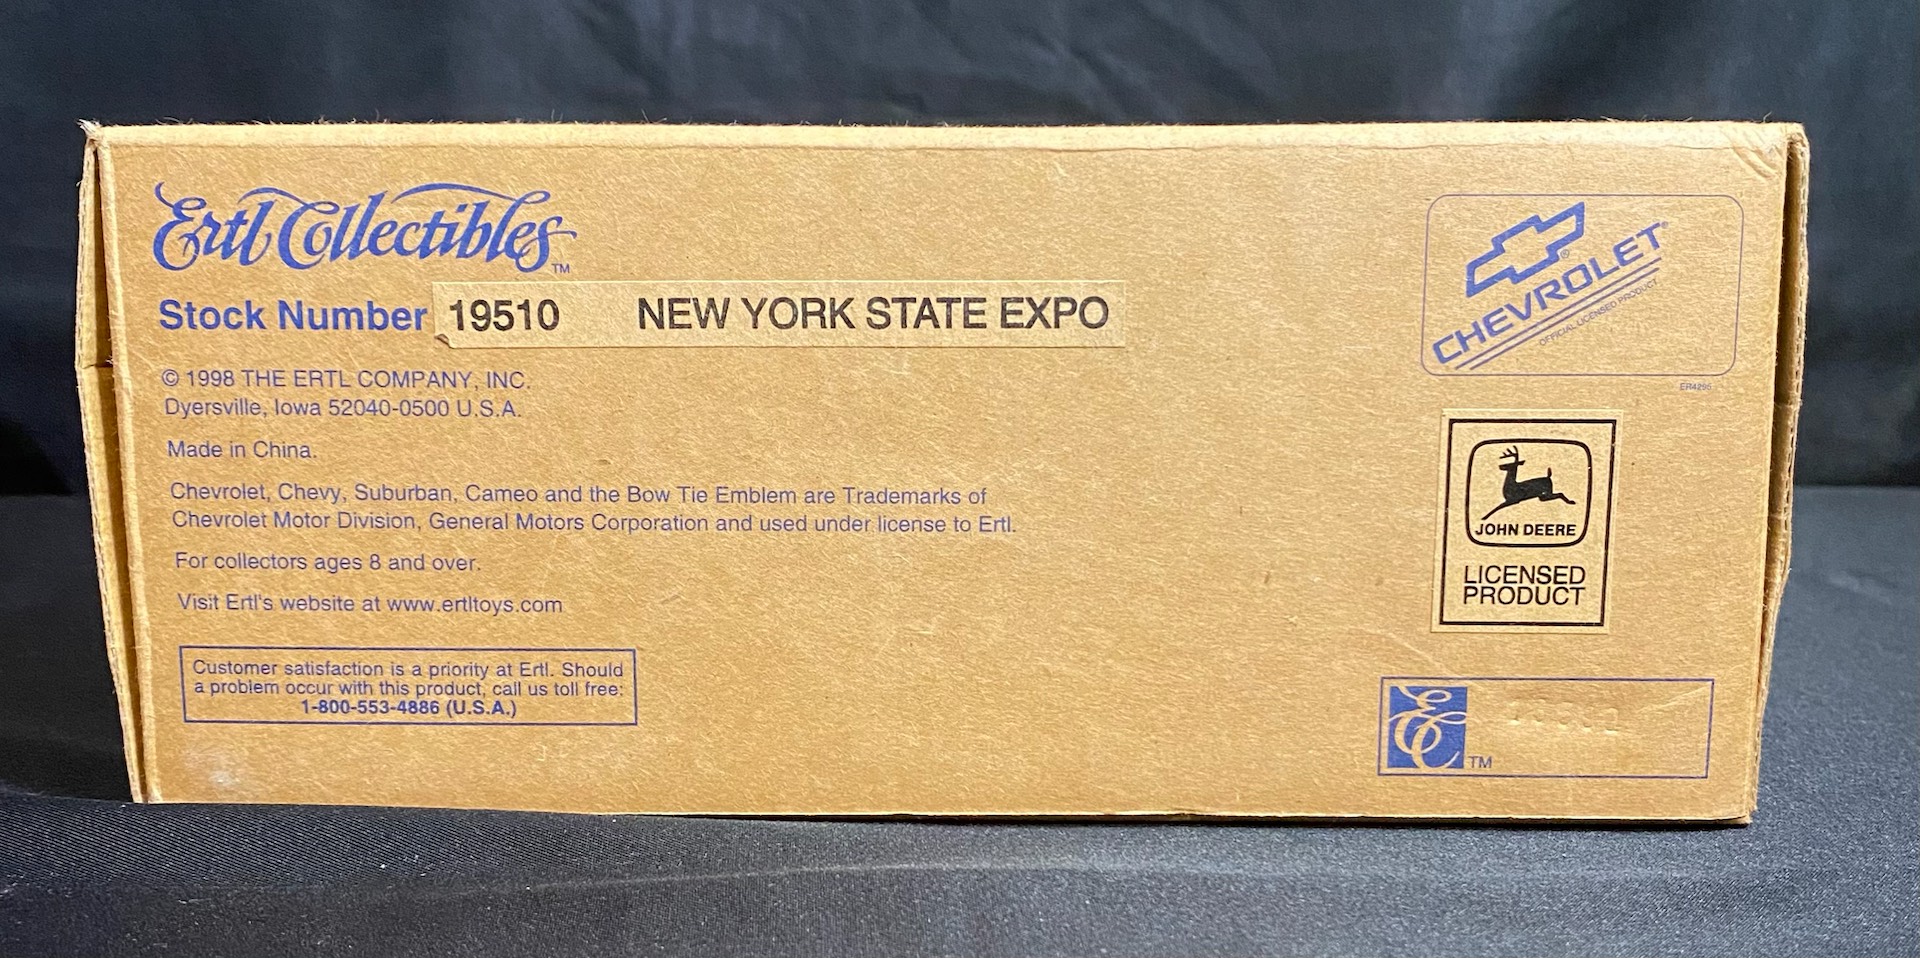 Ertl Collectibles™
Stock Number 19510 NEW YORK STATE EXPO
© 1998 THE ERTL COMPANY, INC.
Dyersville, Iowa 52040-0500 U.S.A.
Made in China.
Chevrolet, Chevy, Suburban, Cameo and the Bow Tie Emblem are Trademarks of
Chevrolet Motor Division, General Motors Corporation and used under license to Ertl.
For collectors ages 8 and over.
Visit Ertl's website at www.ertltoys.com
Customer satisfaction is a priority at Ertl. Should
a problem occur with this product, call us toll free:
1-800-553-4886 (U.S.A.)
®
CHEVROLET®
OFFICIAL LICENSED PRODUCT
JOHN DEERE
LICENSED
PRODUCT
EC™